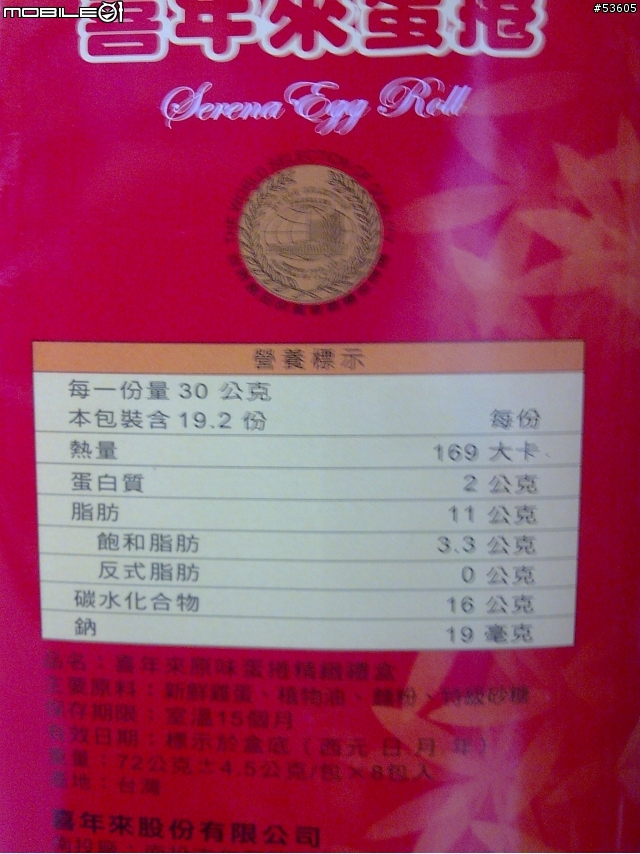 MOBILE01
#53605
喜年來蛋捲
Serena Egg Roll
營養標示
每一份量 30 公克
本包裝含 19.2 份 每份
熱量 169 大卡
蛋白質 2 公克
脂肪 11 公克
飽和脂肪 3.3 公克
反式脂肪 0 公克
碳水化合物 16 公克
鈉 19 毫克
品名：喜年來原味蛋捲精緻禮盒
主要原料：新鮮雞蛋、植物油、麵粉、特級砂糖
保存期限：室溫15個月
有效日期：標示於盒底（西元 日 月 年）
重量：72公克±4.5公克/包×8包入
產地：台灣
喜年來股份有限公司